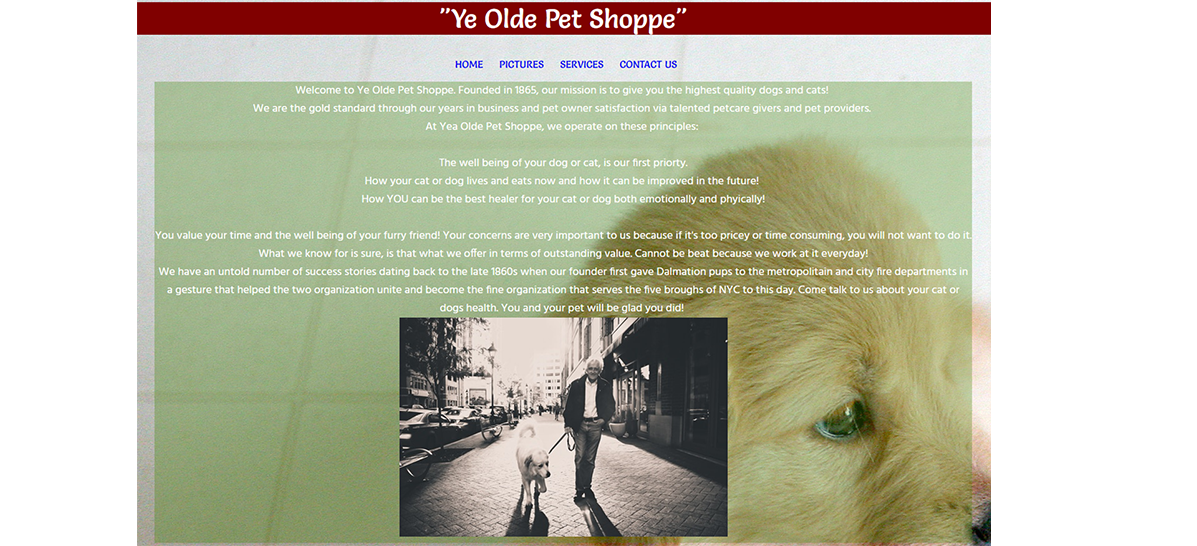 "Ye Olde Pet Shoppe"
HOME PICTURES SERVICES CONTACT US
Welcome to Ye Olde Pet Shoppe. Founded in 1865, our mission is to give you the highest quality dogs and cats!
We are the gold standard through our years in business and pet owner satisfaction via talented petcare givers and pet providers.
At Yea Olde Pet Shoppe, we operate on these principles:
The well being of your dog or cat, is our first priorty.
How your cat or dog lives and eats now and how it can be improved in the future!
How YOU can be the best healer for your cat or dog both emotionally and phyically!
You value your time and the well being of your furry friend! Your concerns are very important to us because if it's too pricey or time consuming, you will not want to do it.
What we know for is sure, is that what we offer in terms of outstanding value. Cannot be beat because we work at it everyday!
We have an untold number of success stories dating back to the late 1860s when our founder first gave Dalmation pups to the metropolitain and city fire departments in
a gesture that helped the two organization unite and become the fine organization that serves the five broughs of NYC to this day. Come talk to us about your cat or
dogs health. You and your pet will be glad you did!